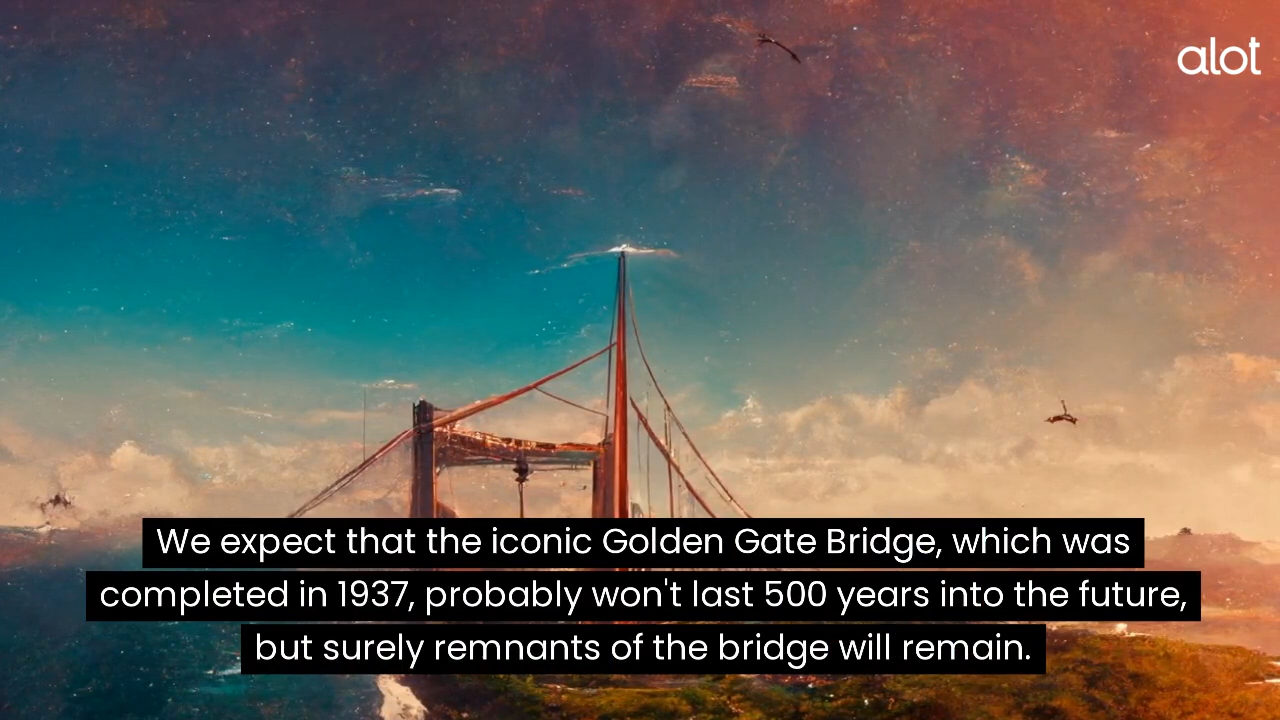 alot
We expect that the iconic Golden Gate Bridge, which was
completed in 1937, probably won't last 500 years into the future,
but surely remnants of the bridge will remain.